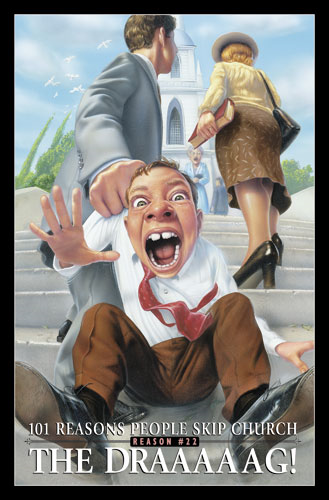 101 REASONS PEOPLE SKIP CHURCH
REASON #22
THE DRAAAAAG!